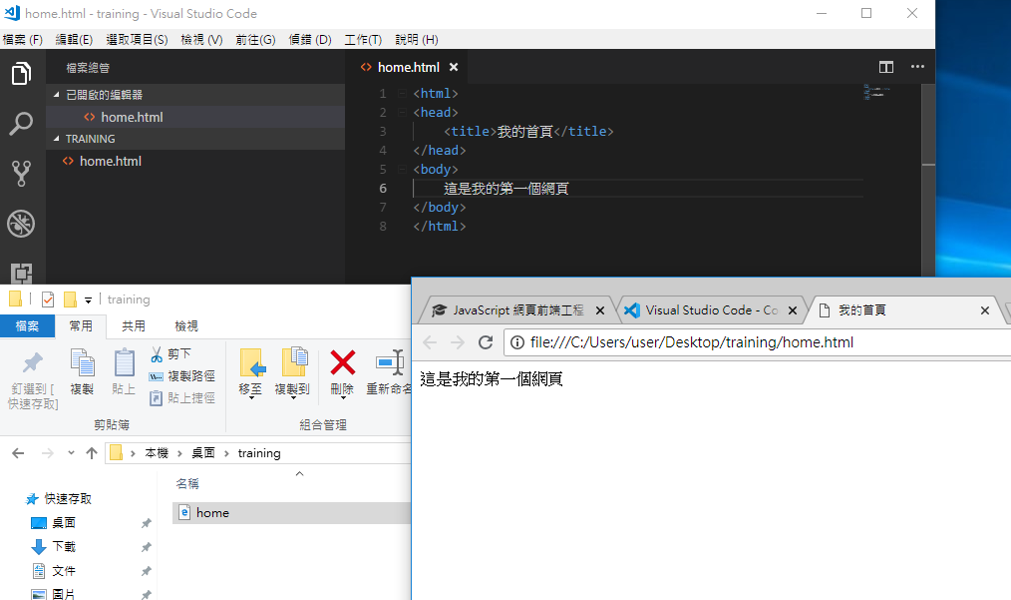 home.html - training - Visual Studio Code
檔案 (F) 編輯(E) 選取項目(S) 檢視 (V) 前往(G) 偵錯 (D) 工作(T) 說明 (H)
檔案總管
已開啟的編輯器
home.html
TRAINING
home.html
home.html
1 <html>
2 <head>
3 <title>我的首頁</title>
4 </head>
5 <body>
6 這是我的第一個網頁
7 </body>
8 </html>
training
檔案 常用 共用 檢視
釘選到 [
快速存取]
複製
貼上
剪下
複製路徑
貼上捷徑
移至
複製到
刪除
重新命名
剪貼簿
組合管理
本機 桌面 training
名稱
快速存取
桌面
下載
文件
圖片
home
JavaScript 網頁前端工程
Visual Studio Code - Co
我的首頁
file:///C:/Users/user/Desktop/training/home.html
這是我的第一個網頁